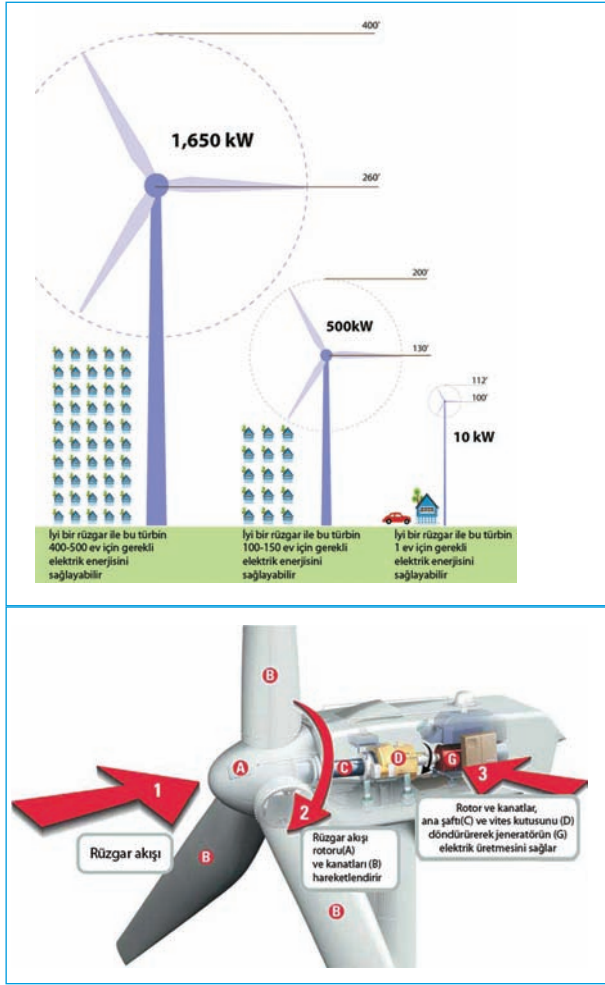 400'
1,650 kW
260'
200'
500kW
130'
112'
100'
10 kW
İyi bir rüzgar ile bu türbin
400-500 ev için gerekli
elektrik enerjisini
sağlayabilir
İyi bir rüzgar ile bu türbin
100-150 ev için gerekli
elektrik enerjisini
sağlayabilir
İyi bir rüzgar ile bu türbin
1 ev için gerekli
elektrik enerjisini
sağlayabilir
B
A
C
D
G
1
2
3
B
B
Rüzgar akışı
Rüzgar akışı
rotoru(A)
ve kanatları (B)
hareketlendirir
Rotor ve kanatlar,
ana şaftı(C) ve vites kutusunu (D)
döndürerek jeneratörün (G)
elektrik üretmesini sağlar